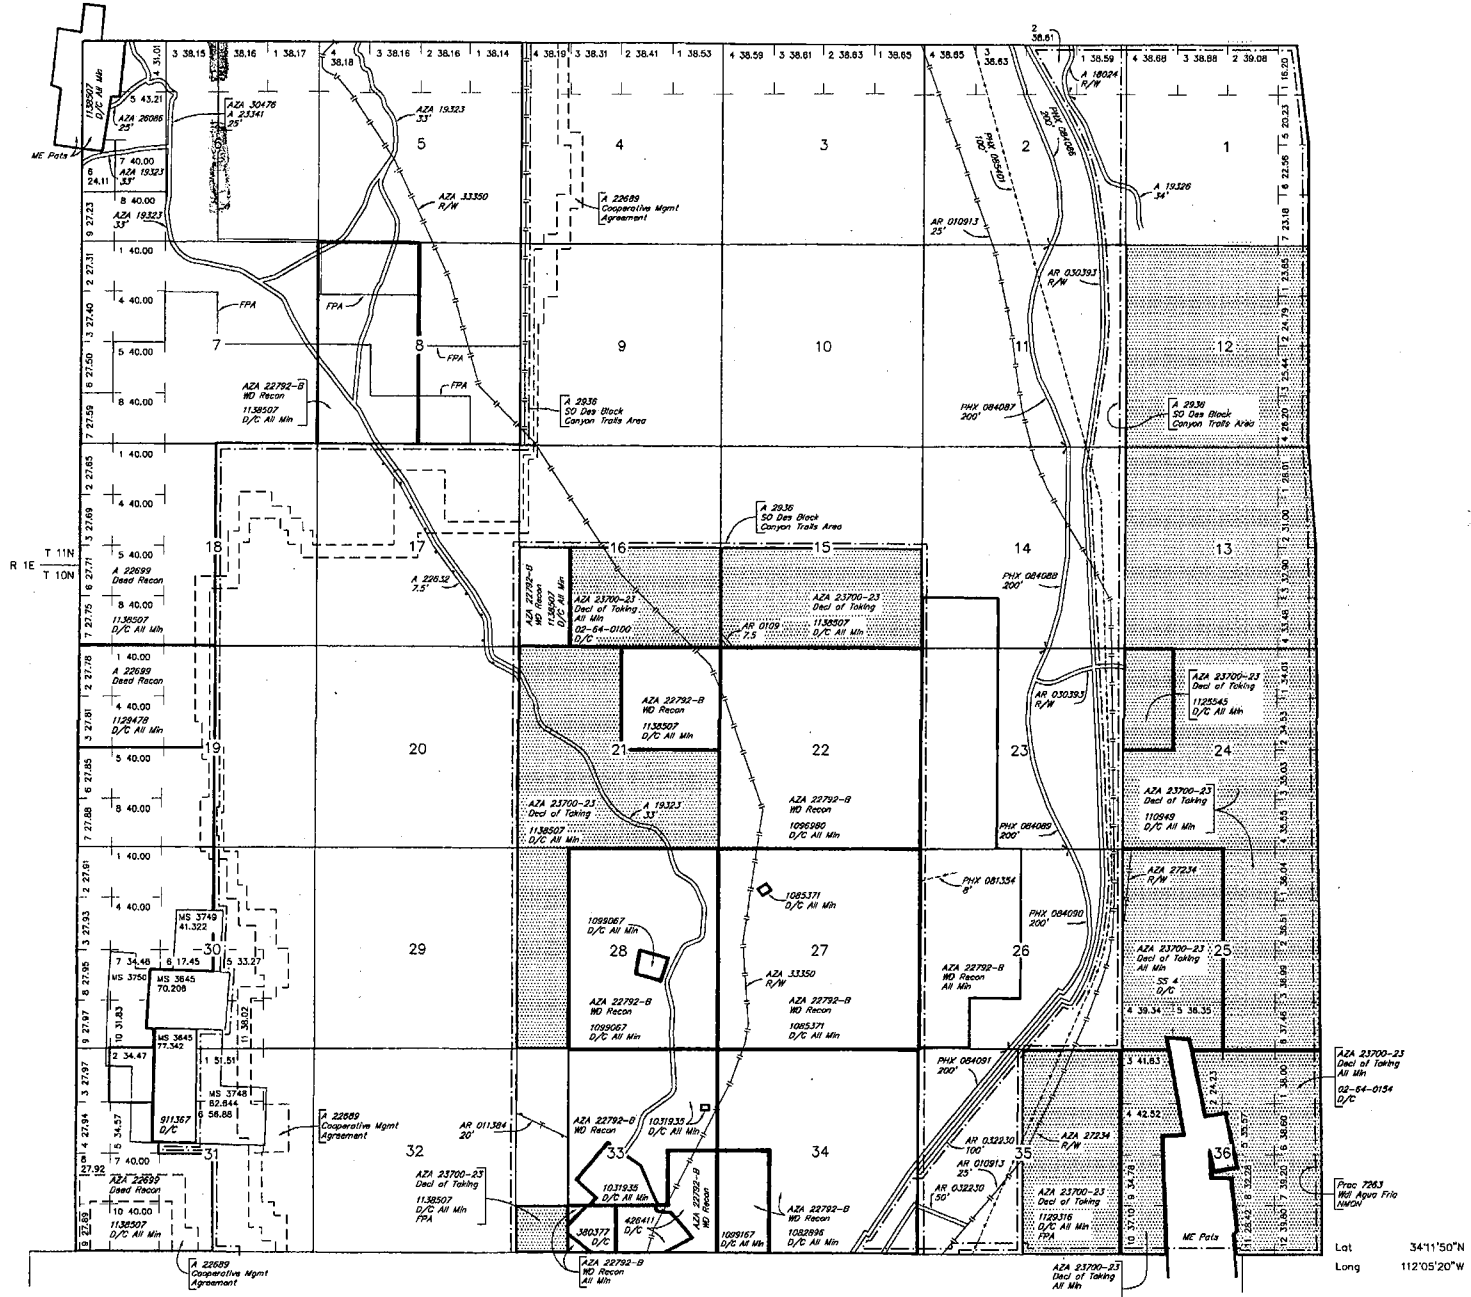 3 38.15
38.16
1 38.17
4
38.18
3 38.16
2 38.16
1 38.14
4 38.19
3 38.31
2 38.41
1 38.53
4 38.59
3 38.61
2 38.63
1 38.65
4 38.65
3
38.63
2
38.61
1 38.59
4 38.68
3 38.88
2 39.08
1 16.20
4 31.01
1138507
D/C All Min
5 43.21
AZA 26086
25'
AZA 30476
A 23341
25'
AZA 19323
33'
A 18024
R/W
PHX 084086
200'
PHX 085401
100'
5 20.23
ME Pats
7 40.00
AZA 19323
33'
6
24.11
8 40.00
AZA 19323
33'
9 27.23
5
4
3
2
1
AZA 33350
R/W
A 22689
Cooperative Mgmt
Agreement
AR 010913
25'
A 19326
34'
6 22.56
7 23.18
1 40.00
2 27.31
4 40.00
3 27.40
FPA
FPA
AR 030393
R/W
1 23.85
2 24.79
7
8
9
10
11
12
5 40.00
6 27.50
FPA
FPA
8 40.00
7 27.59
AZA 22792-B
WD Recon
1138507
D/C All Min
A 2936
SO Des Black
Canyon Trails Area
PHX 084087
200'
A 2936
SO Des Black
Canyon Trails Area
3 25.44
4 26.20
1 40.00
2 27.65
4 40.00
3 27.69
A 2936
SO Des Black
Canyon Trails Area
1 28.01
2 31.00
T 11N
R 1E
T 10N
18
17
16
15
14
13
5 40.00
A 22699
Deed Recon
6 27.71
8 40.00
1138507
D/C All Min
7 27.75
A 22632
7.5'
AZA 22792-B
WD Recon
1138507
D/C All Min
AZA 23700-23
Decl of Taking
All Min
02-64-0100
D/C
AZA 23700-23
Decl of Taking
1138507
D/C All Min
AR 0109
7.5
PHX 084088
200'
3 37.90
4 34.48
1 40.00
A 22699
Deed Recon
2 27.78
4 40.00
1129478
D/C All Min
3 27.81
AZA 22792-B
WD Recon
1138507
D/C All Min
AR 030393
R/W
AZA 23700-23
Decl of Taking
1125545
D/C All Min
1 34.01
2 34.53
19
20
21
22
23
24
5 40.00
6 27.85
8 40.00
7 27.88
AZA 23700-23
Decl of Taking
1138507
D/C All Min
A 19323
33'
AZA 22792-B
WD Recon
1096980
D/C All Min
PHX 084089
200'
AZA 23700-23
Decl of Taking
110949
D/C All Min
3 35.03
4 35.55
1 40.00
2 27.91
4 40.00
3 27.93
MS 3749
41.322
1099067
D/C All Min
1085371
D/C All Min
PHX 081354
8'
PHX 084090
200'
AZA 27234
R/W
1 36.04
2 36.51
30
29
28
27
26
25
7 34.48
6 17.45
5 33.27
MS 3750
MS 3645
70.206
8 27.95
AZA 33350
R/W
AZA 22792-B
WD Recon
All Min
AZA 23700-23
Decl of Taking
All Min
SS 4
D/C
AZA 22792-B
WD Recon
1099067
D/C All Min
AZA 22792-B
WD Recon
1085371
D/C All Min
4 39.34
5 38.35
3 36.99
6 37.46
10 31.83
9 27.97
11 38.02
MS 3645
77.342
2 34.47
1 51.51
3 27.97
MS 3748
62.644
6 56.88
911367
D/C
5 34.57
4 27.94
PHX 084091
200'
3 41.63
2 24.23
1 38.00
AZA 23700-23
Decl of Taking
All Min
02-64-0154
D/C
A 22689
Cooperative Mgmt
Agreement
AR 011384
20'
AZA 22792-B
WD Recon
1031935
D/C All Min
AR 032230
100'
AZA 27234
R/W
4 42.52
5 35.57
6 38.60
31
32
33
34
35
36
7 40.00
8
27.92
AZA 22699
Deed Recon
10 40.00
1138507
D/C All Min
9 27.89
AZA 23700-23
Decl of Taking
1138507
D/C All Min
FPA
1031935
D/C All Min
AZA 22792-B
WD Recon
AR 010913
25'
AR 032230
50'
AZA 23700-23
Decl of Taking
1129316
D/C All Min
FPA
9 34.78
10 37.10
8 32.28
7 39.20
11 28.42
12 39.80
Proc 7263
Wdl Agua Fria
NMON
380377
D/C
426411
D/C
1099167
D/C All Min
AZA 22792-B
WD Recon
1082896
D/C All Min
ME Pats
A 22689
Cooperative Mgmt
Agreement
AZA 22792-B
WD Recon
All Min
AZA 23700-23
Decl of Taking
All Min
Lat 34°11'50"N
Long 112°05'20"W